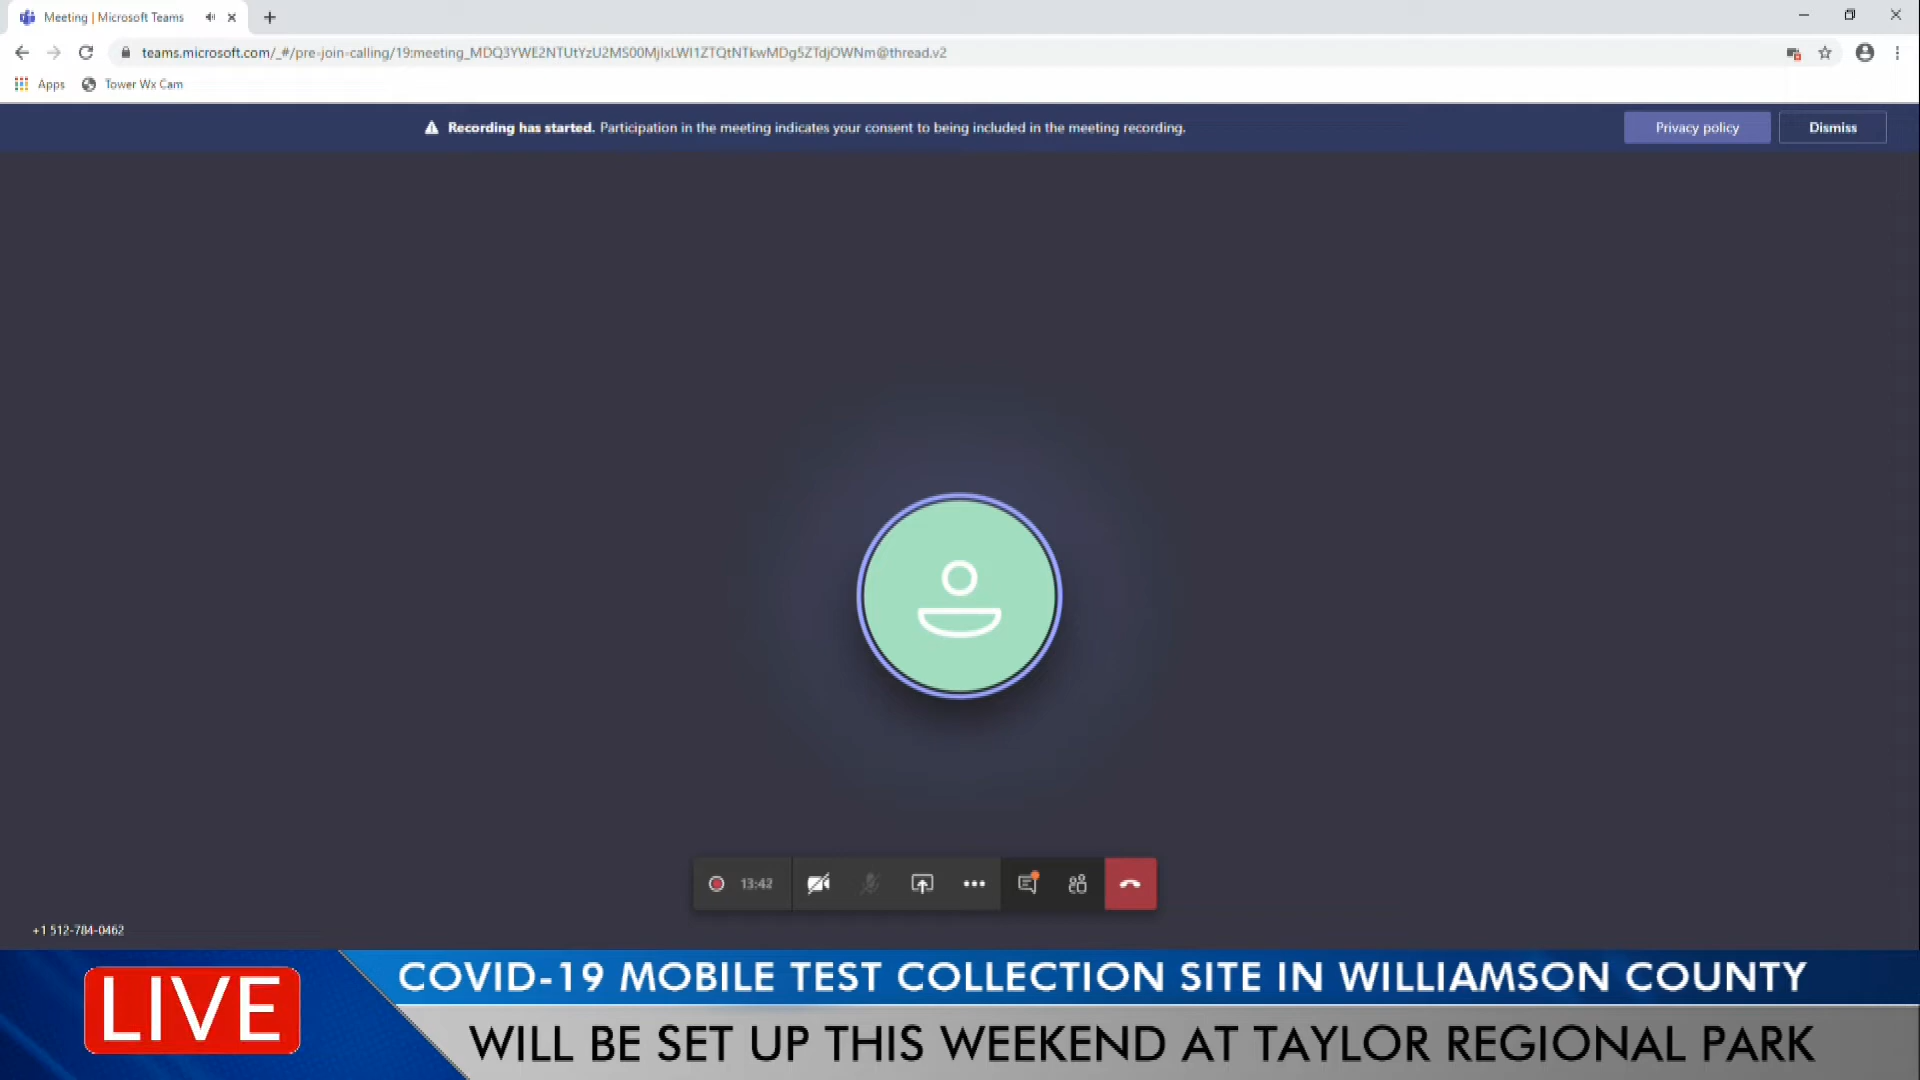 Meeting | Microsoft Teams
teams.microsoft.com/_#/pre-join-calling/19:meeting_MDQ3YWE2NTUtYzU2MS00MjIxLWI1ZTQtNTkwMDg5ZTdjOWNm@thread.v2
Apps
Tower Wx Cam
Recording has started. Participation in the meeting indicates your consent to being included in the meeting recording.
Privacy policy
Dismiss
13:42
+1 512-784-0462
LIVE
COVID-19 MOBILE TEST COLLECTION SITE IN WILLIAMSON COUNTY
WILL BE SET UP THIS WEEKEND AT TAYLOR REGIONAL PARK